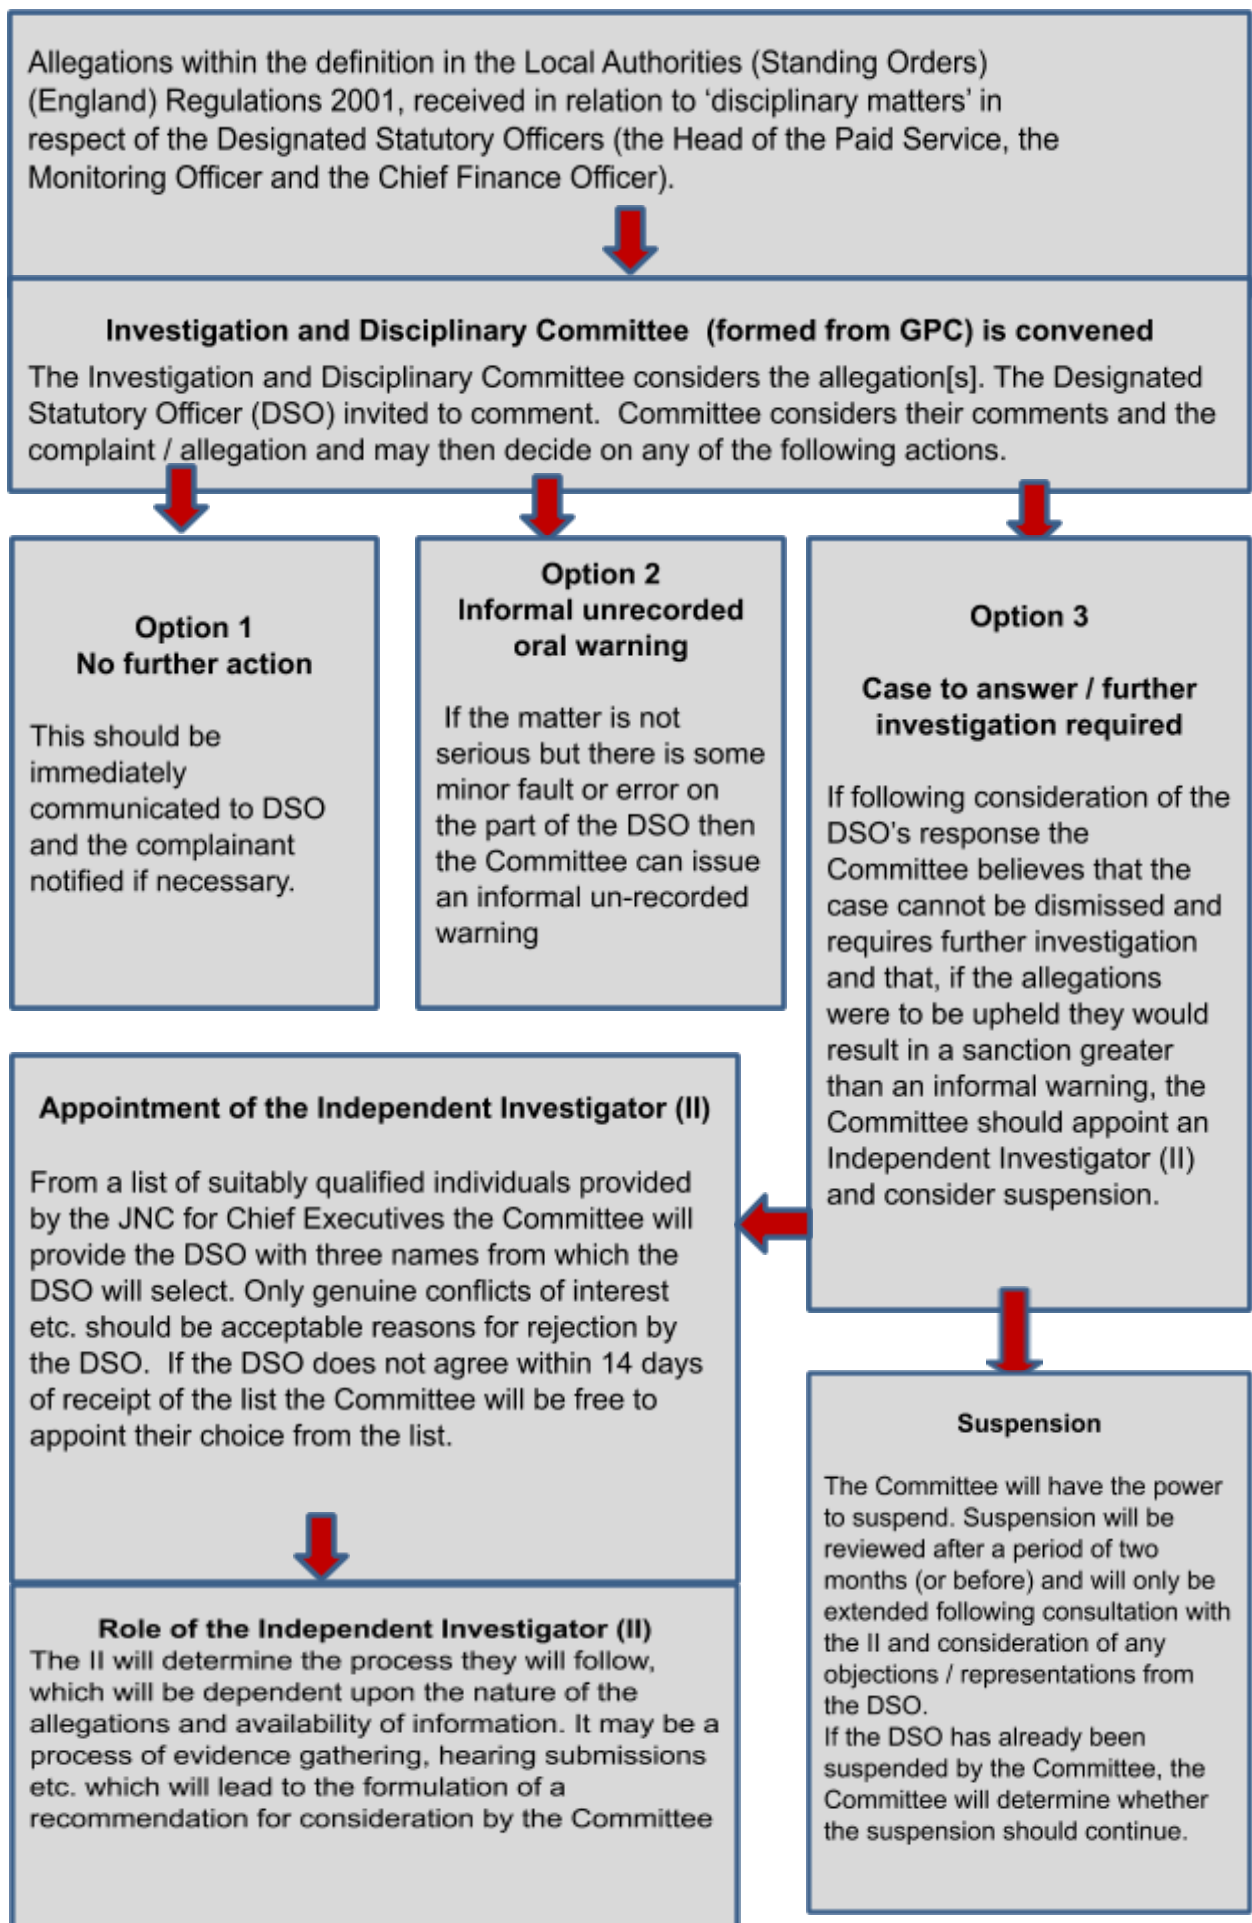 Allegations within the definition in the Local Authorities (Standing Orders)
(England) Regulations 2001, received in relation to ‘disciplinary matters’ in
respect of the Designated Statutory Officers (the Head of the Paid Service, the
Monitoring Officer and the Chief Finance Officer).
Investigation and Disciplinary Committee  (formed from GPC) is convened
The Investigation and Disciplinary Committee considers the allegation[s]. The Designated
Statutory Officer (DSO) invited to comment.  Committee considers their comments and the
complaint / allegation and may then decide on any of the following actions.
Option 1
No further action
This should be
immediately
communicated to DSO
and the complainant
notified if necessary.
Option 2
Informal unrecorded
oral warning
If the matter is not
serious but there is some
minor fault or error on
the part of the DSO then
the Committee can issue
an informal un-recorded
warning
Option 3
Case to answer / further
investigation required
If following consideration of the
DSO’s response the
Committee believes that the
case cannot be dismissed and
requires further investigation
and that, if the allegations
were to be upheld they would
result in a sanction greater
than an informal warning, the
Committee should appoint an
Independent Investigator (II)
and consider suspension.
Appointment of the Independent Investigator (II)
From a list of suitably qualified individuals provided
by the JNC for Chief Executives the Committee will
provide the DSO with three names from which the
DSO will select. Only genuine conflicts of interest
etc. should be acceptable reasons for rejection by
the DSO.  If the DSO does not agree within 14 days
of receipt of the list the Committee will be free to
appoint their choice from the list.
Suspension
The Committee will have the power
to suspend. Suspension will be
reviewed after a period of two
months (or before) and will only be
extended following consultation with
the II and consideration of any
objections / representations from
the DSO.
If the DSO has already been
suspended by the Committee, the
Committee will determine whether
the suspension should continue.
Role of the Independent Investigator (II)
The II will determine the process they will follow,
which will be dependent upon the nature of the
allegations and availability of information. It may be a
process of evidence gathering, hearing submissions
etc. which will lead to the formulation of a
recommendation for consideration by the Committee